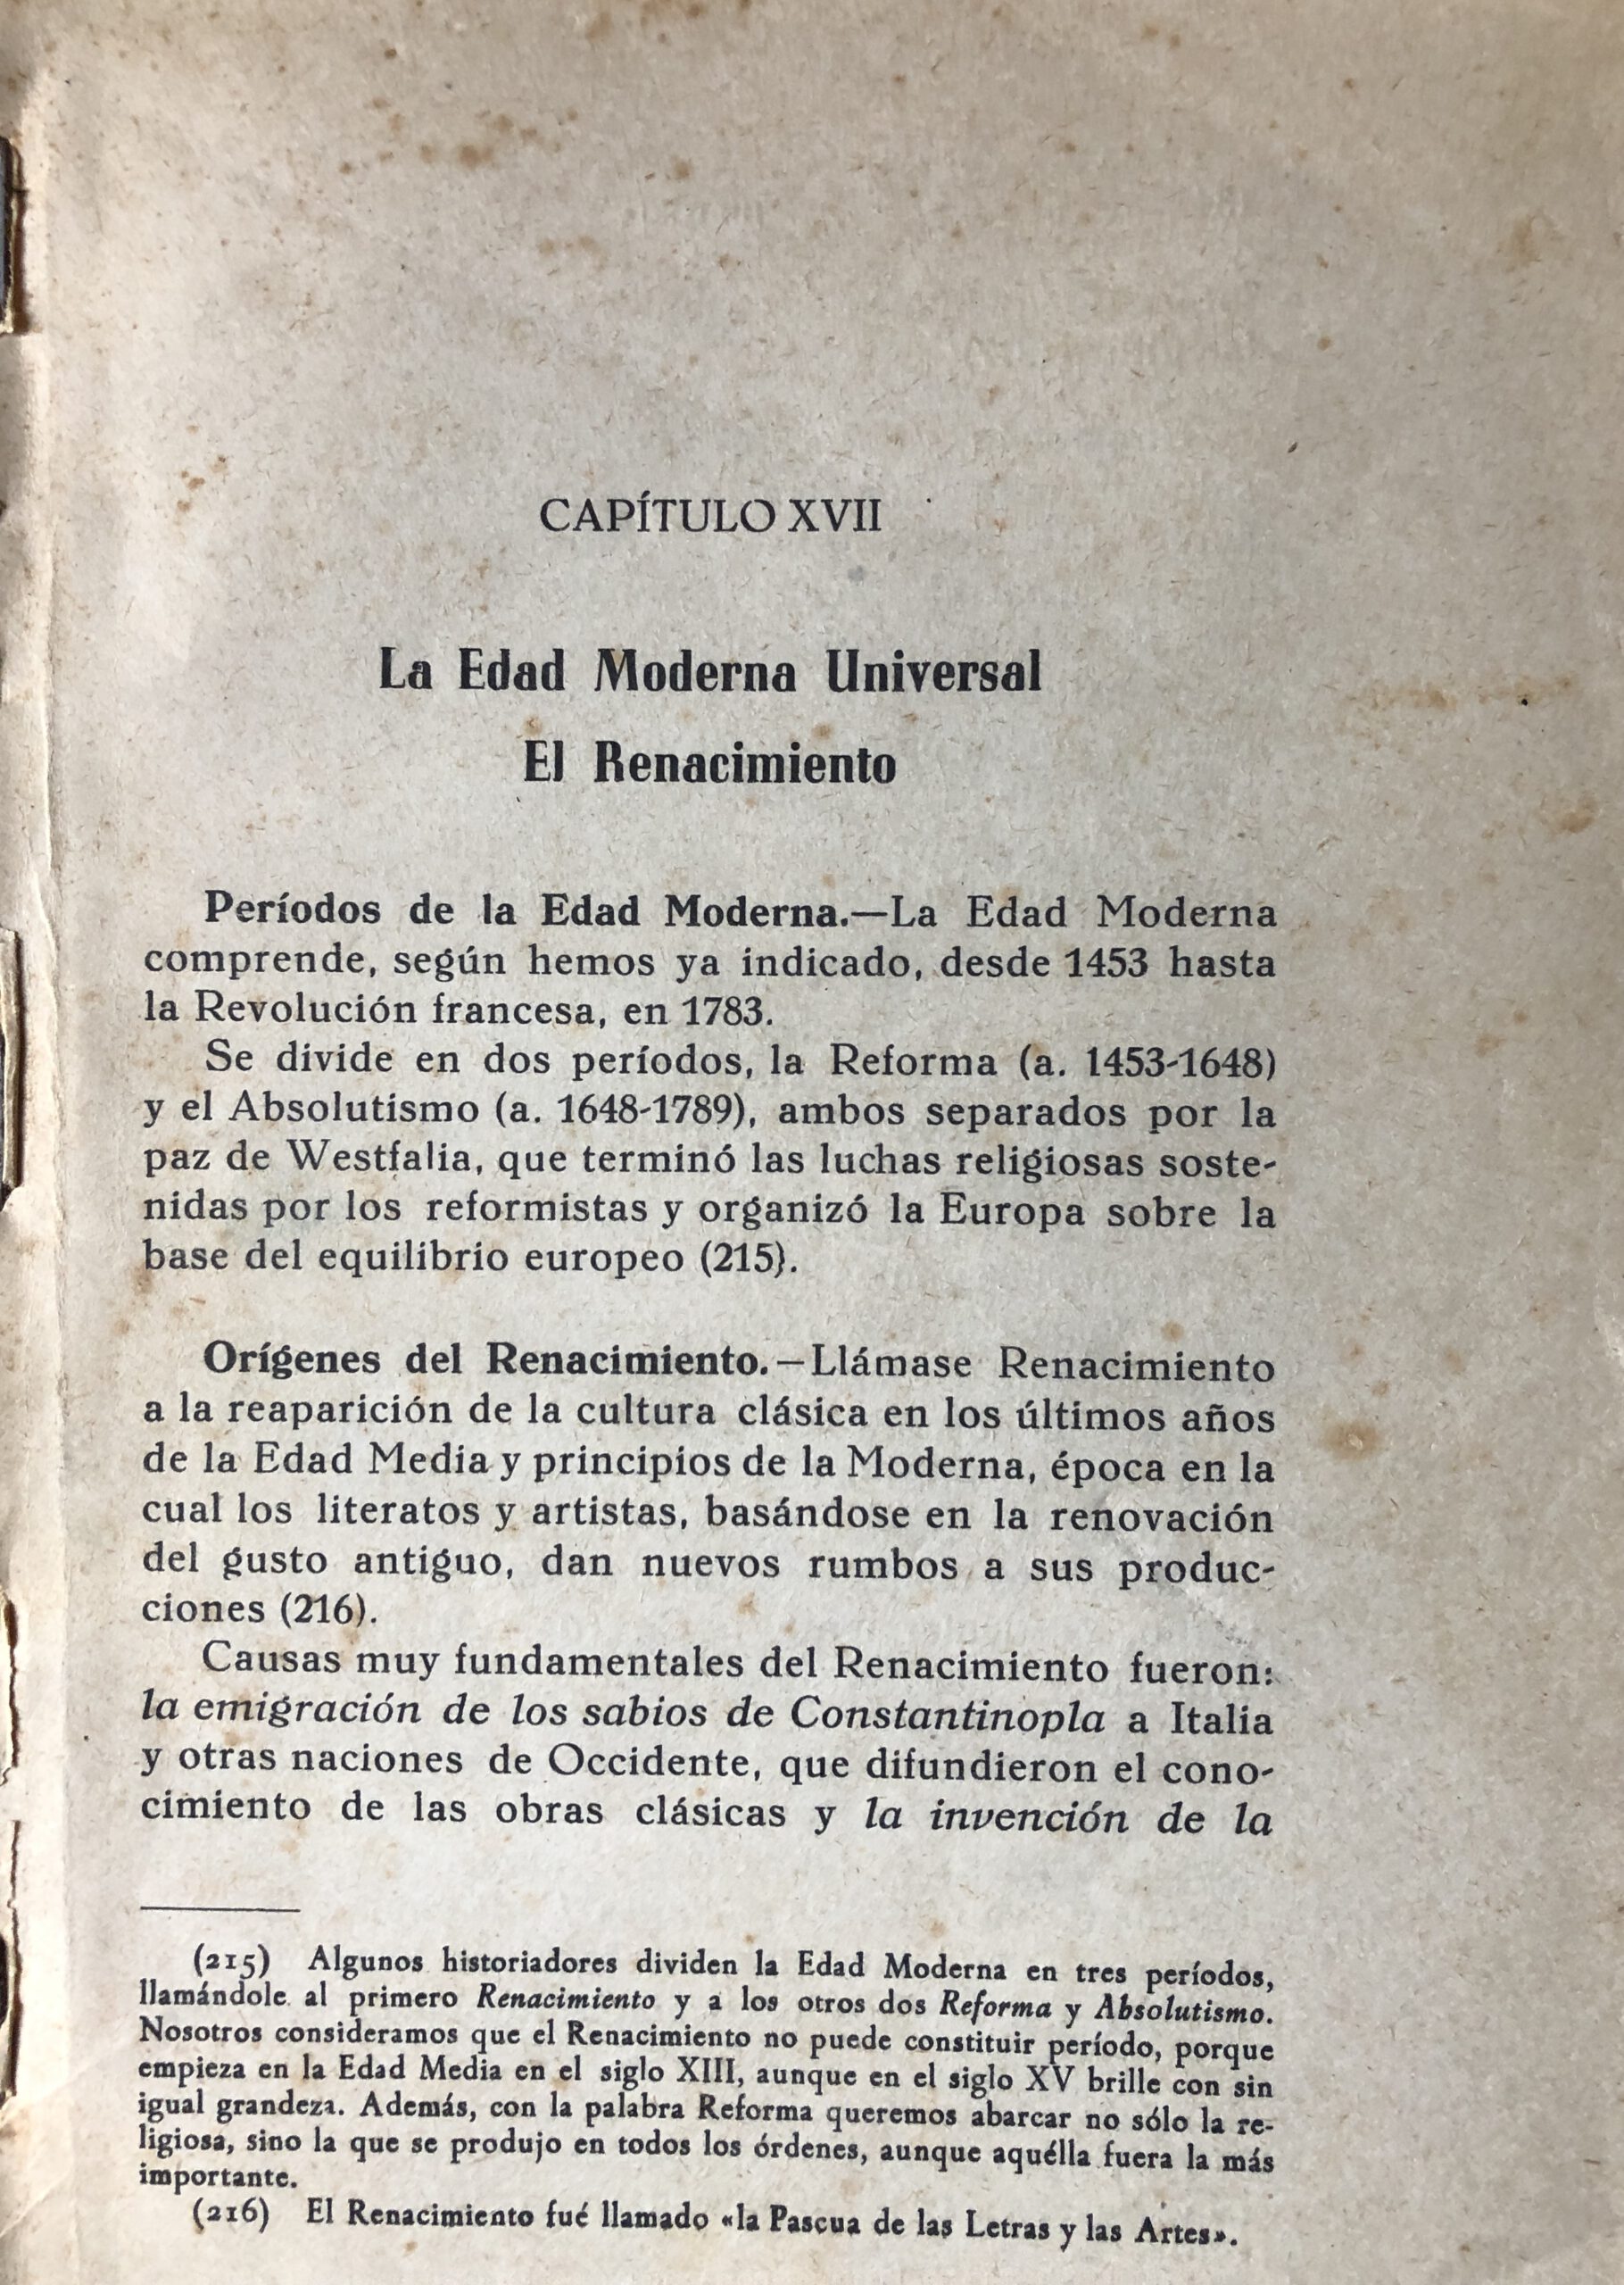 CAPÍTULO XVII
La Edad Moderna Universal
El Renacimiento
Períodos de la Edad Moderna.—La Edad Moderna
comprende, según hemos ya indicado, desde 1453 hasta
la Revolución francesa, en 1783.
Se divide en dos períodos, la Reforma (a. 1453-1648)
y el Absolutismo (a. 1648-1789), ambos separados por la
paz de Westfalia, que terminó las luchas religiosas soste-
nidas por los reformistas y organizó la Europa sobre la
base del equilibrio europeo (215).
Orígenes del Renacimiento.—Llámase Renacimiento
a la reaparición de la cultura clásica en los últimos años
de la Edad Media y principios de la Moderna, época en la
cual los literatos y artistas, basándose en la renovación
del gusto antiguo, dan nuevos rumbos a sus produc-
ciones (216).
Causas muy fundamentales del Renacimiento fueron:
la emigración de los sabios de Constantinopla a Italia
y otras naciones de Occidente, que difundieron el cono-
cimiento de las obras clásicas y la invención de la
(215) Algunos historiadores dividen la Edad Moderna en tres períodos,
llamándole al primero Renacimiento y a los otros dos Reforma y Absolutismo.
Nosotros consideramos que el Renacimiento no puede constituir período, porque
empieza en la Edad Media en el siglo XIII, aunque en el siglo XV brille con sin
igual grandeza. Además, con la palabra Reforma queremos abarcar no sólo la re-
ligiosa, sino la que se produjo en todos los órdenes, aunque aquélla fuera la más
importante.
(216) El Renacimiento fué llamado «la Pascua de las Letras y las Artes».